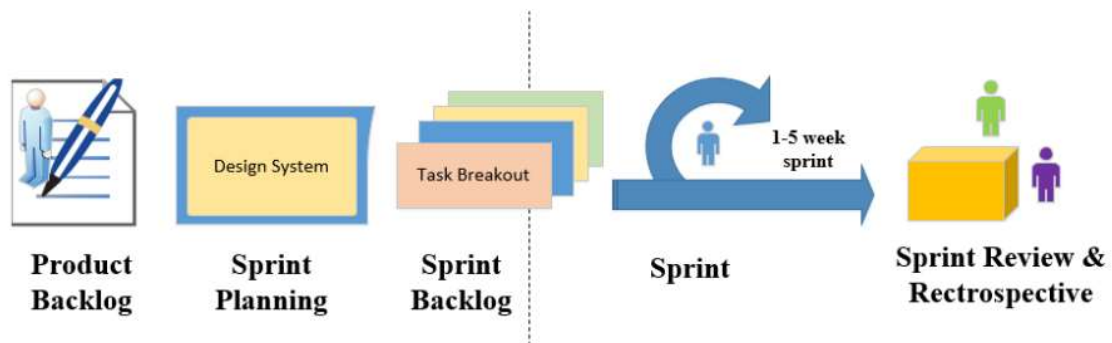 Design System
Task Breakout
1-5 week
sprint
Product
Backlog
Sprint
Planning
Sprint
Backlog
Sprint
Sprint Review &
Rectrospective